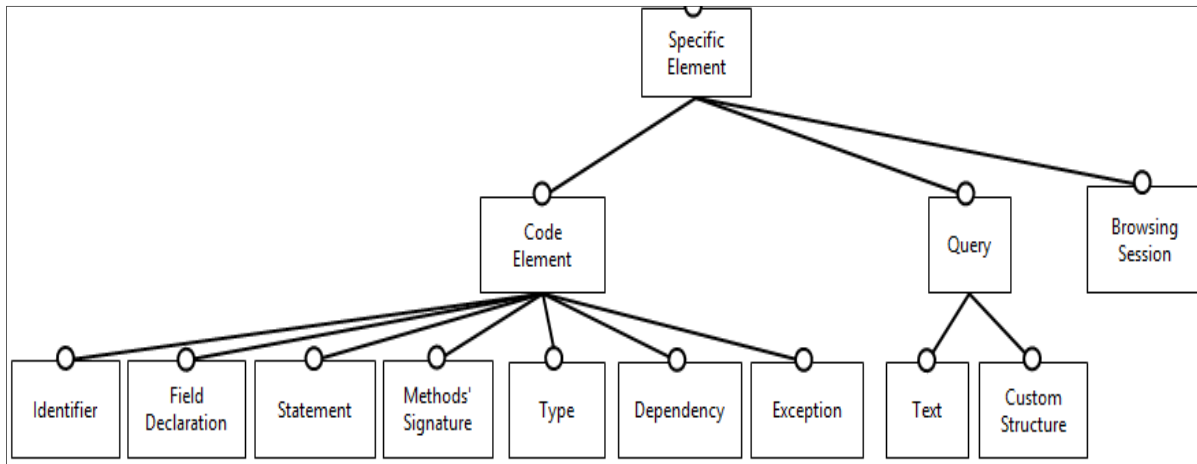 Specific
Element
Code
Element
Query
Browsing
Session
Identifier
Field
Declaration
Statement
Methods'
Signature
Type
Dependency
Exception
Text
Custom
Structure